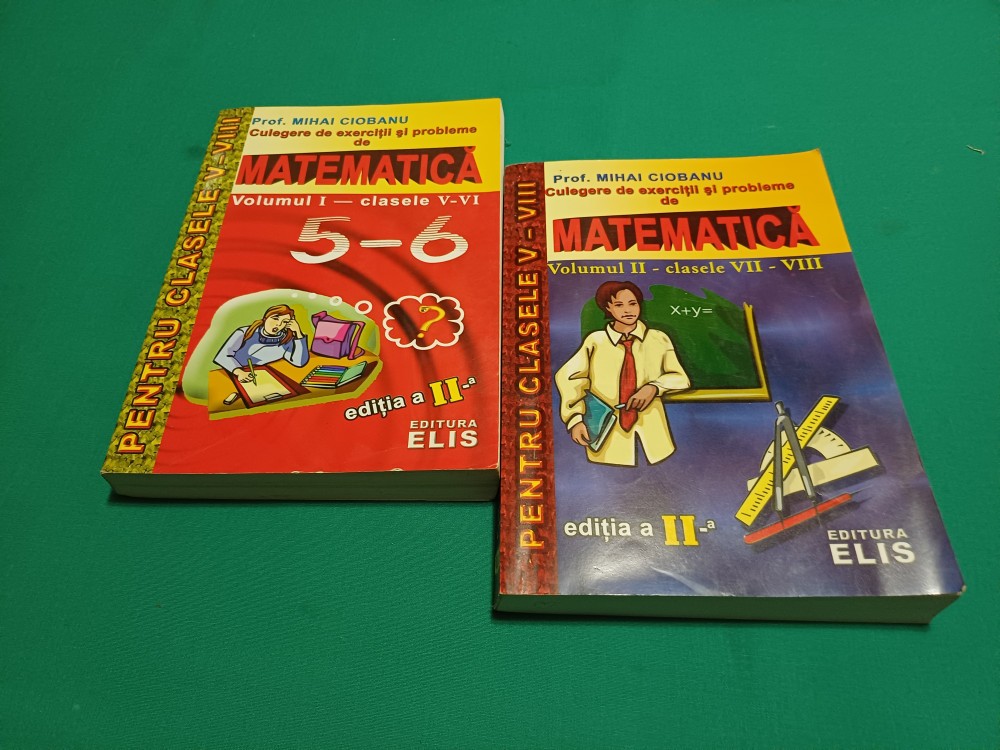 PENTRU CLASELE V-VIII
Prof. MIHAI CIOBANU
Culegere de exerciții și probleme
de
MATEMATICĂ
Volumul I — clasele V-VI
5-6
?
ediția a II-a
EDITURA
ELIS
PENTRU CLASELE V - VIII
Prof. MIHAI CIOBANU
Culegere de exerciții și probleme
de
MATEMATICĂ
Volumul II - clasele VII - VIII
x+y=
ediția a II-a
EDITURA
ELIS